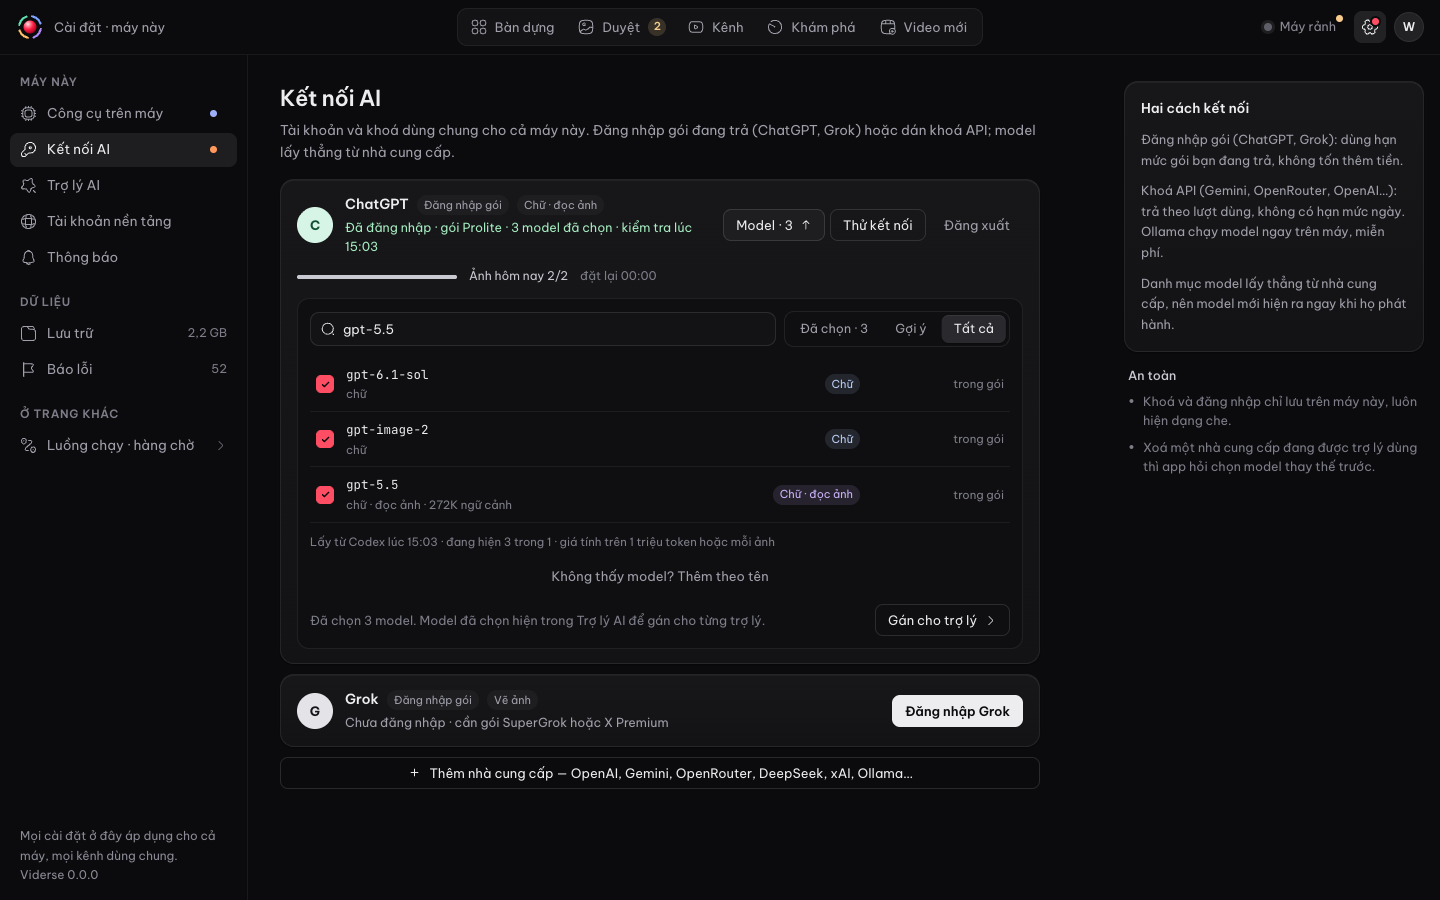 Cài đặt · máy này
Bàn dựng
Duyệt 2
Kênh
Khám phá
Video mới
Máy rảnh
W
MÁY NÀY
Công cụ trên máy
Kết nối AI
Trợ lý AI
Tài khoản nền tảng
Thông báo
DỮ LIỆU
Lưu trữ 2,2 GB
Báo lỗi 52
Ở TRANG KHÁC
Luồng chạy · hàng chờ
Mọi cài đặt ở đây áp dụng cho cả
máy, mọi kênh dùng chung.
Viderse 0.0.0
Kết nối AI
Tài khoản và khoá dùng chung cho cả máy này. Đăng nhập gói đang trả (ChatGPT, Grok) hoặc dán khoá API; model
lấy thẳng từ nhà cung cấp.
C
ChatGPT Đăng nhập gói Chữ · đọc ảnh
Đã đăng nhập · gói Prolite · 3 model đã chọn · kiểm tra lúc
15:03
Model · 3 ↑
Thử kết nối
Đăng xuất
Ảnh hôm nay 2/2 đặt lại 00:00
gpt-5.5
Đã chọn · 3
Gợi ý
Tất cả
gpt-6.1-sol
chữ
Chữ
trong gói
gpt-image-2
chữ
Chữ
trong gói
gpt-5.5
chữ · đọc ảnh · 272K ngữ cảnh
Chữ · đọc ảnh
trong gói
Lấy từ Codex lúc 15:03 · đang hiện 3 trong 1 · giá tính trên 1 triệu token hoặc mỗi ảnh
Không thấy model? Thêm theo tên
Đã chọn 3 model. Model đã chọn hiện trong Trợ lý AI để gán cho từng trợ lý.
Gán cho trợ lý
G
Grok Đăng nhập gói Vẽ ảnh
Chưa đăng nhập · cần gói SuperGrok hoặc X Premium
Đăng nhập Grok
+ Thêm nhà cung cấp — OpenAI, Gemini, OpenRouter, DeepSeek, xAI, Ollama…
Hai cách kết nối
Đăng nhập gói (ChatGPT, Grok): dùng hạn
mức gói bạn đang trả, không tốn thêm tiền.
Khoá API (Gemini, OpenRouter, OpenAI…):
trả theo lượt dùng, không có hạn mức ngày.
Ollama chạy model ngay trên máy, miễn
phí.
Danh mục model lấy thẳng từ nhà cung
cấp, nên model mới hiện ra ngay khi họ phát
hành.
An toàn
• Khoá và đăng nhập chỉ lưu trên máy này, luôn
hiện dạng che.
• Xoá một nhà cung cấp đang được trợ lý dùng
thì app hỏi chọn model thay thế trước.